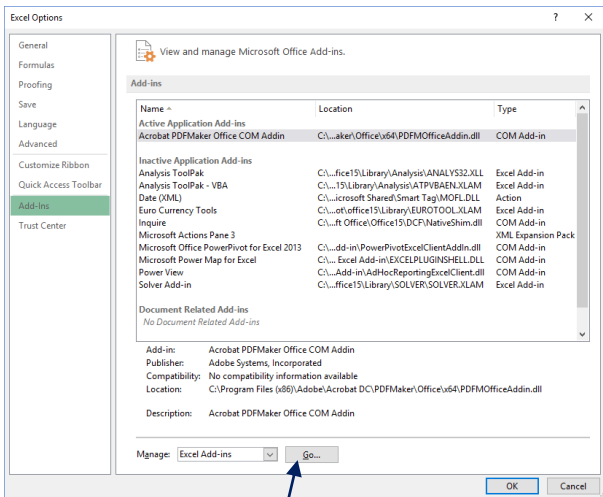 Excel Options ? ×
General
Formulas
Proofing
Save
Language
Advanced
Customize Ribbon
Quick Access Toolbar
Add-Ins
Trust Center
View and manage Microsoft Office Add-ins.
Add-ins
Name Location Type
Active Application Add-ins
Acrobat PDFMaker Office COM Addin C:\...aker\Office\x64\PDFMOfficeAddin.dll COM Add-in
Inactive Application Add-ins
Analysis ToolPak C:\...fice15\Library\Analysis\ANALYS32.XLL Excel Add-in
Analysis ToolPak - VBA C:\...15\Library\Analysis\ATPVBAEN.XLAM Excel Add-in
Date (XML) C:\...icrosoft Shared\Smart Tag\MOFL.DLL Action
Euro Currency Tools C:\...ot\office15\Library\EUROTOOL.XLAM Excel Add-in
Inquire C:\...ft Office\Office15\DCF\NativeShim.dll COM Add-in
Microsoft Actions Pane 3 XML Expansion Pack
Microsoft Office PowerPivot for Excel 2013 C:\...dd-in\PowerPivotExcelClientAddIn.dll COM Add-in
Microsoft Power Map for Excel C:\... Excel Add-in\EXCELPLUGINSHELL.DLL COM Add-in
Power View C:\...Add-in\AdHocReportingExcelClient.dll COM Add-in
Solver Add-in C:\...ffice15\Library\SOLVER\SOLVER.XLAM Excel Add-in
Document Related Add-ins
No Document Related Add-ins
Add-in: Acrobat PDFMaker Office COM Addin
Publisher: Adobe Systems, Incorporated
Compatibility: No compatibility information available
Location: C:\Program Files (x86)\Adobe\Acrobat DC\PDFMaker\Office\x64\PDFMOfficeAddin.dll
Description: Acrobat PDFMaker Office COM Addin
Manage: Excel Add-ins Go...
OK Cancel